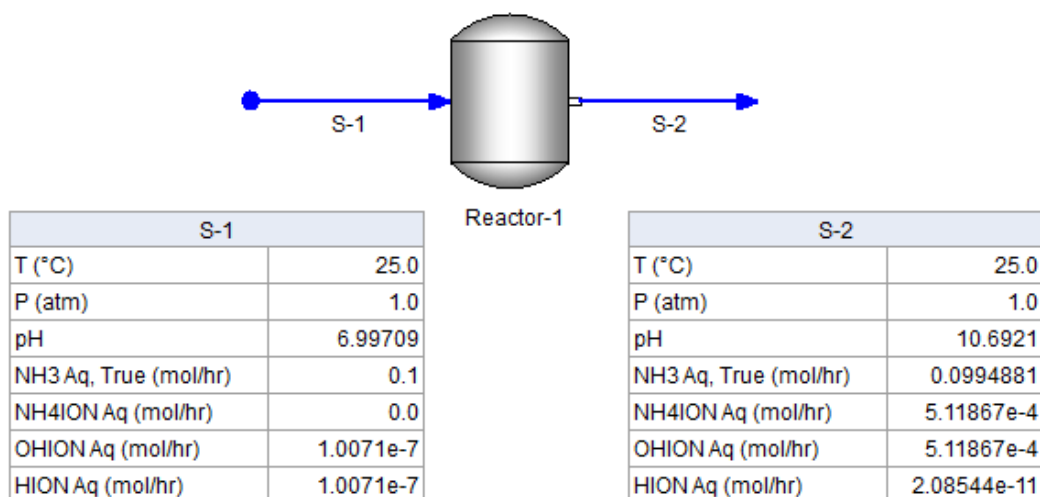 S-1
S-2
Reactor-1
S-1
T (°C) 25.0
P (atm) 1.0
pH 6.99709
NH3 Aq, True (mol/hr) 0.1
NH4ION Aq (mol/hr) 0.0
OHION Aq (mol/hr) 1.0071e-7
HION Aq (mol/hr) 1.0071e-7
S-2
T (°C) 25.0
P (atm) 1.0
pH 10.6921
NH3 Aq, True (mol/hr) 0.0994881
NH4ION Aq (mol/hr) 5.11867e-4
OHION Aq (mol/hr) 5.11867e-4
HION Aq (mol/hr) 2.08544e-11